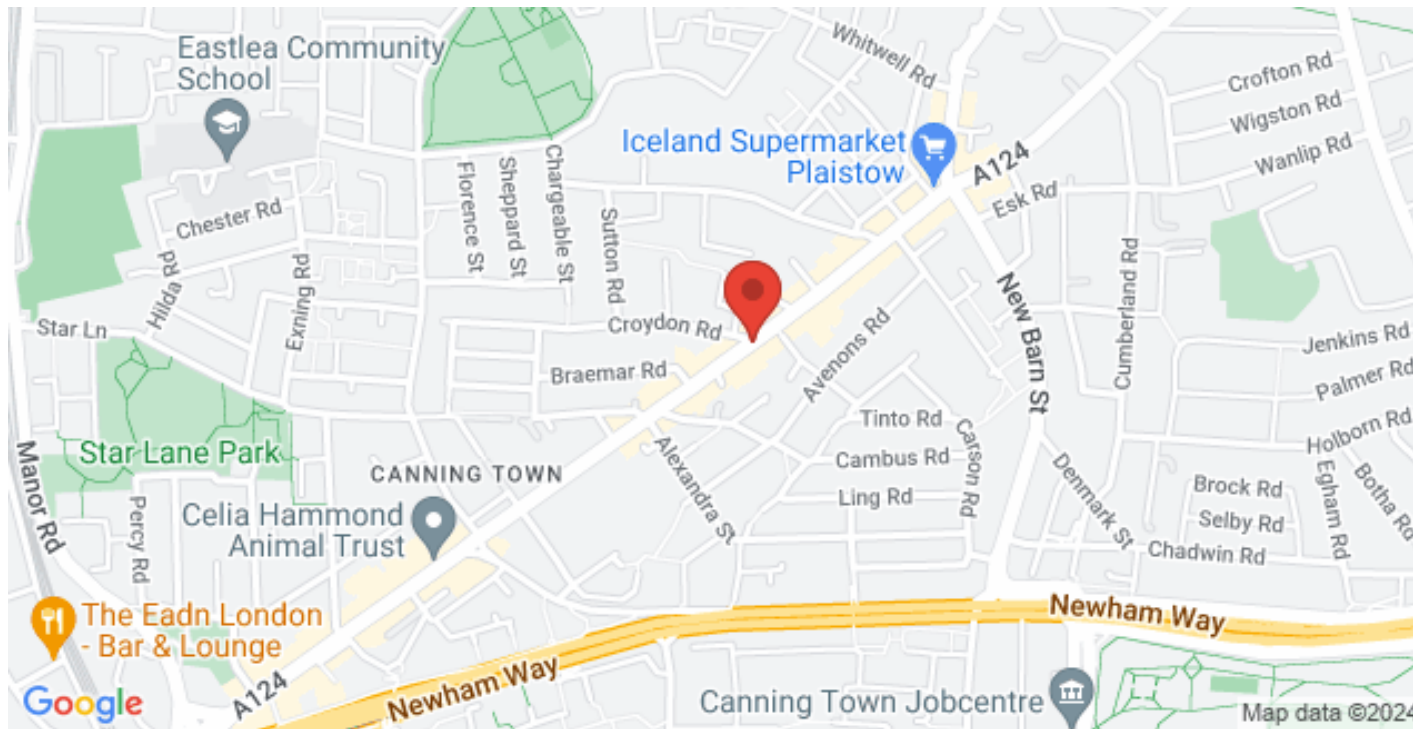 Eastlea Community
School
Whitwell Rd
Crofton Rd
Wigston Rd
Wanlip Rd
Iceland Supermarket
Plaistow
A124
Esk Rd
Florence St
Sheppard St
Chargeable St
Sutton Rd
Chester Rd
Hilda Rd
Exning Rd
Star Ln
Croydon Rd
Braemar Rd
Avenons Rd
New Barn St
Cumberland Rd
Jenkins Rd
Palmer Rd
Holborn Rd
Tinto Rd
Cambus Rd
Ling Rd
Carson Rd
Alexandra St
Denmark St
Brock Rd
Selby Rd
Chadwin Rd
Egham Rd
Botha Rd
Star Lane Park
CANNING TOWN
Manor Rd
Percy Rd
Celia Hammond
Animal Trust
The Eadn London
- Bar & Lounge
A124
Newham Way
Newham Way
Canning Town Jobcentre
Google
Map data ©2024